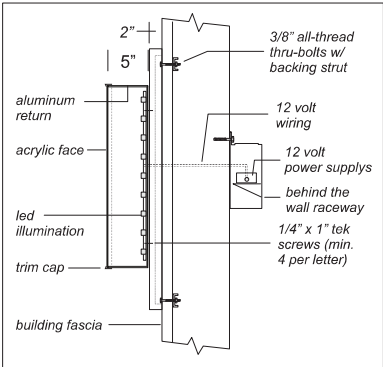 2”
5”
3/8” all-thread
thru-bolts w/
backing strut
aluminum
return
acrylic face
12 volt
wiring
12 volt
power supplys
behind the
wall raceway
led
illumination
1/4” x 1” tek
screws (min.
4 per letter)
trim cap
building fascia